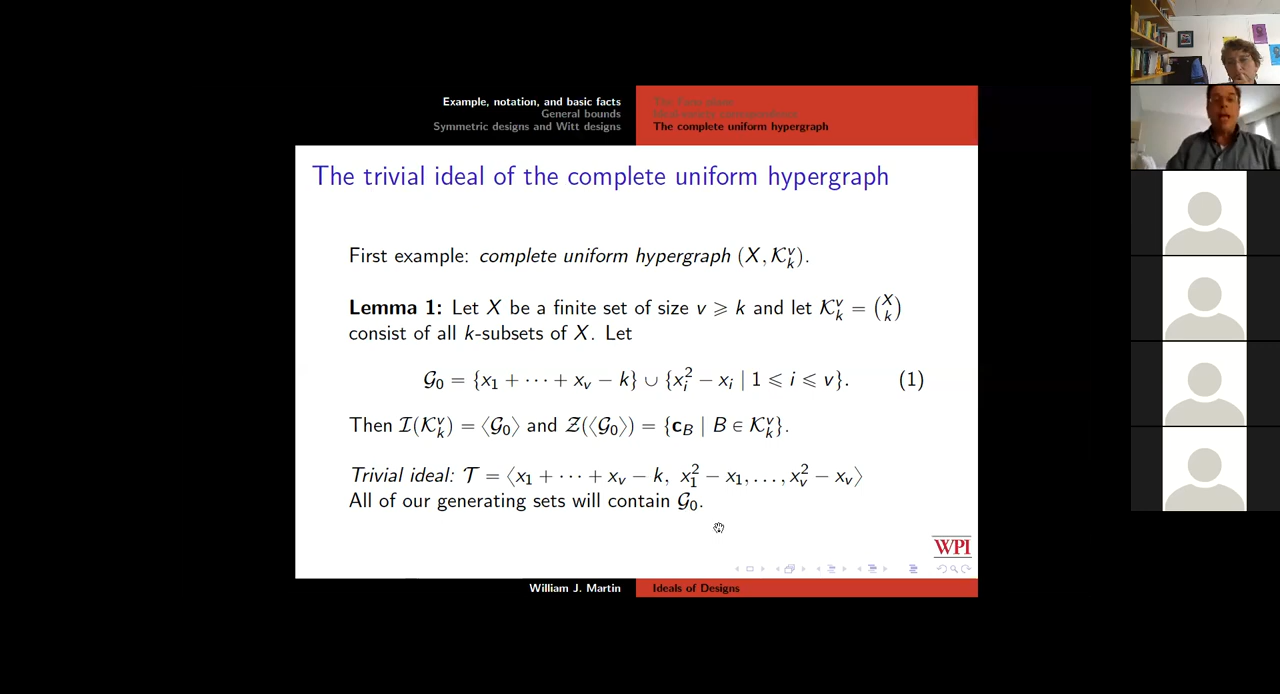 Example, notation, and basic facts
General bounds
Symmetric designs and Witt designs
The complete uniform hypergraph
The trivial ideal of the complete uniform hypergraph
First example: complete uniform hypergraph (X, 𝒦ᵥₖ).
Lemma 1: Let X be a finite set of size v ⩾ k and let 𝒦ₖᵛ = (X k)
consist of all k-subsets of X. Let
𝒢₀ = {x₁ + ··· + xᵥ − k} ∪ {xᵢ² − xᵢ | 1 ⩽ i ⩽ v}. (1)
Then ℐ(𝒦ₖᵛ) = ⟨𝒢₀⟩ and 𝒵(⟨𝒢₀⟩) = {c_B | B ∈ 𝒦ₖᵛ}.
Trivial ideal: 𝒯 = ⟨x₁ + ··· + xᵥ − k, x₁² − x₁, . . . , xᵥ² − xᵥ⟩
All of our generating sets will contain 𝒢₀.
WPI
William J. Martin
Ideals of Designs